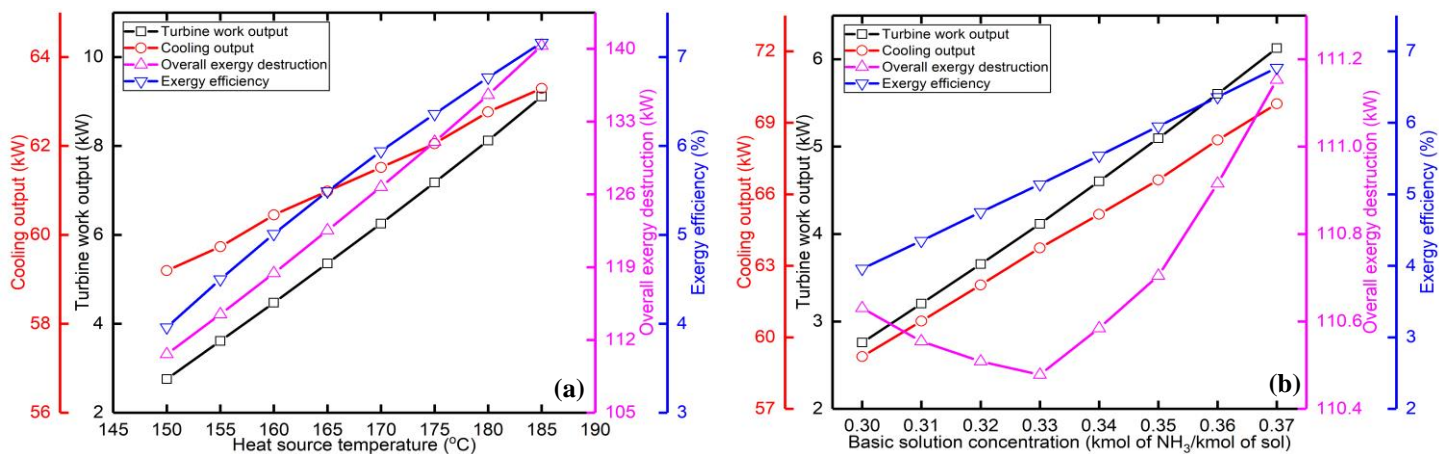 Turbine work output
Cooling output
Overall exergy destruction
Exergy efficiency
64
62
60
58
56
Cooling output (kW)
10
8
6
4
2
Turbine work output (kW)
140
133
126
119
112
105
Overall exergy destruction (kW)
7
6
5
4
3
Exergy efficiency (%)
145 150 155 160 165 170 175 180 185 190
Heat source temperature (°C)
(a)
Turbine work output
Cooling output
Overall exergy destruction
Exergy efficiency
72
69
66
63
60
57
Cooling output (kW)
6
5
4
3
2
Turbine work output (kW)
111.2
111.0
110.8
110.6
110.4
Overall exergy destruction (kW)
7
6
5
4
3
2
Exergy efficiency (%)
0.30 0.31 0.32 0.33 0.34 0.35 0.36 0.37
Basic solution concentration (kmol of NH₃/kmol of sol)
(b)